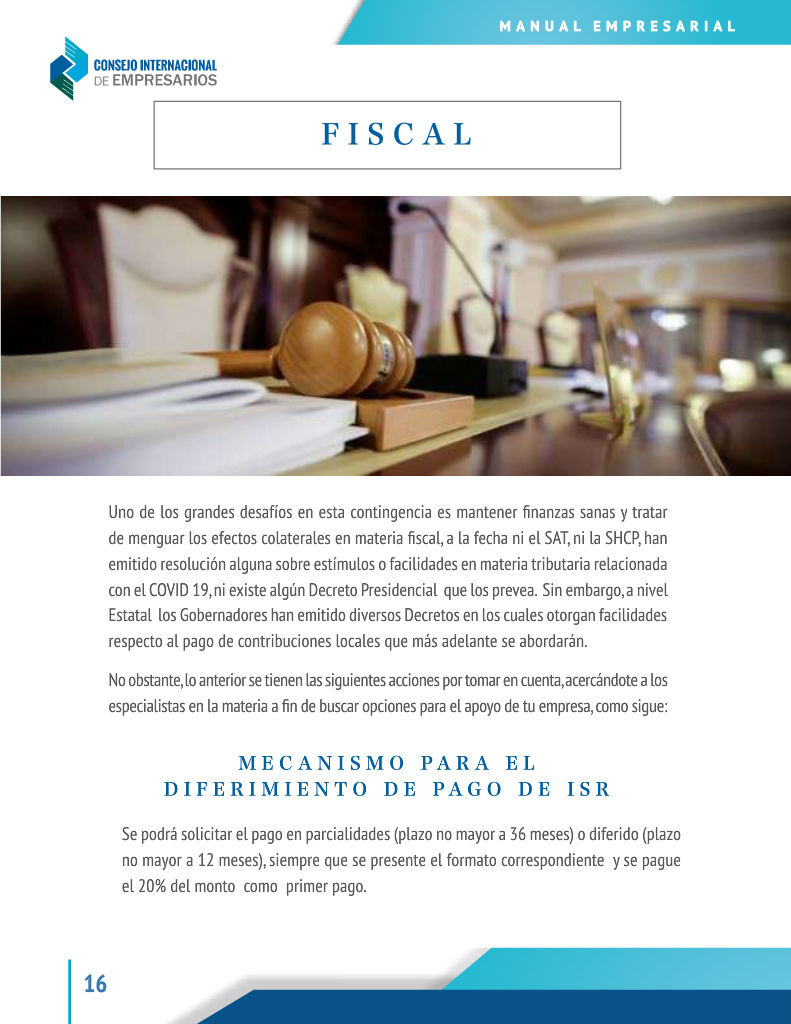 MANUAL EMPRESARIAL
CONSEJO INTERNACIONAL
DE EMPRESARIOS
FISCAL
Uno de los grandes desafíos en esta contingencia es mantener finanzas sanas y tratar
de menguar los efectos colaterales en materia fiscal, a la fecha ni el SAT, ni la SHCP, han
emitido resolución alguna sobre estímulos o facilidades en materia tributaria relacionada
con el COVID 19, ni existe algún Decreto Presidencial que los prevea. Sin embargo, a nivel
Estatal los Gobernadores han emitido diversos Decretos en los cuales otorgan facilidades
respecto al pago de contribuciones locales que más adelante se abordarán.
No obstante, lo anterior se tienen las siguientes acciones por tomar en cuenta, acercándote a los
especialistas en la materia a fin de buscar opciones para el apoyo de tu empresa, como sigue:
MECANISMO PARA EL
DIFERIMIENTO DE PAGO DE ISR
Se podrá solicitar el pago en parcialidades (plazo no mayor a 36 meses) o diferido (plazo
no mayor a 12 meses), siempre que se presente el formato correspondiente y se pague
el 20% del monto como primer pago.
16